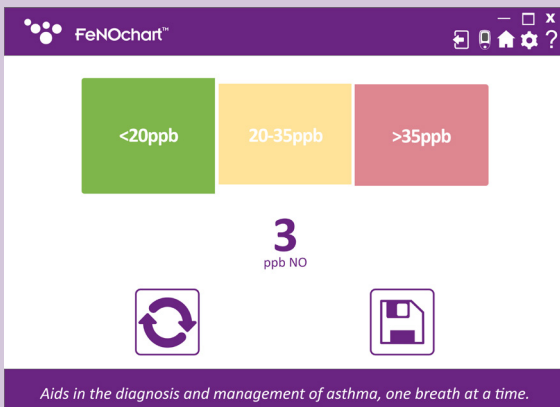 FeNOchart™
<20ppb
20-35ppb
>35ppb
3
ppb NO
Aids in the diagnosis and management of asthma, one breath at a time.